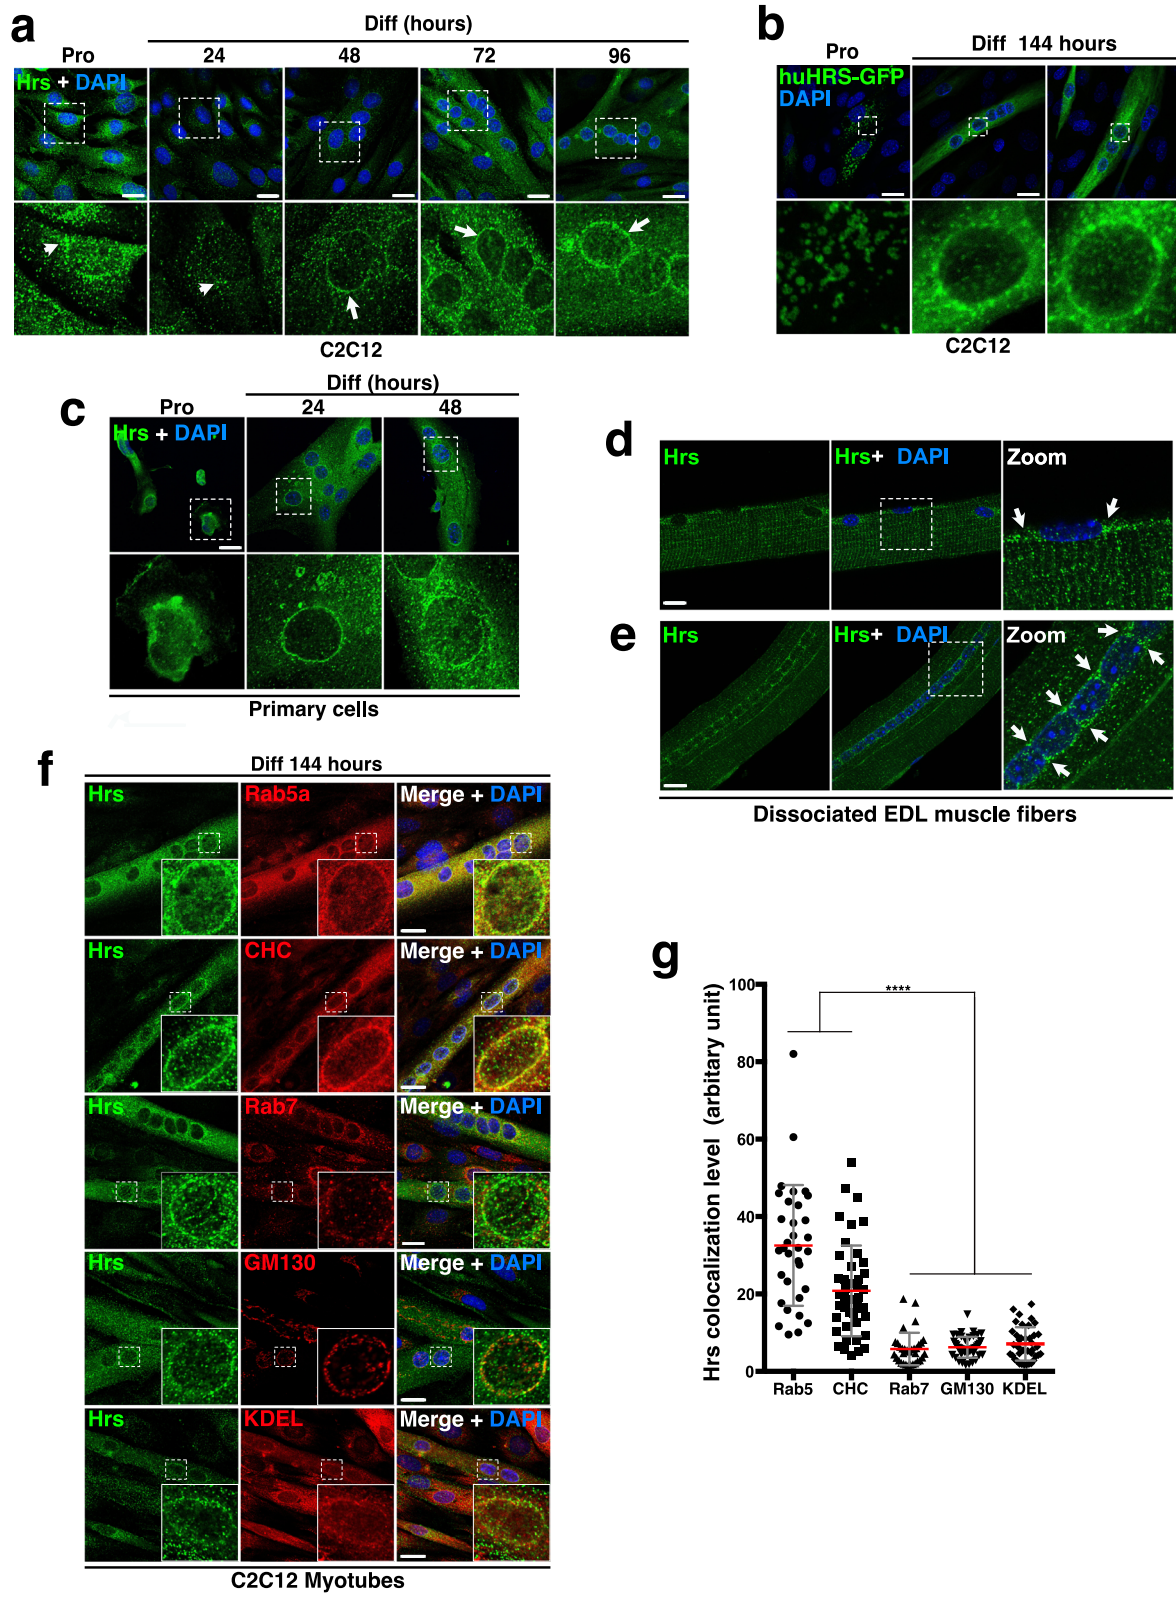 a
Diff (hours)
Pro 24 48 72 96
Hrs + DAPI
C2C12
b
Pro Diff 144 hours
huHRS-GFP
DAPI
C2C12
c
Diff (hours)
Pro 24 48
Hrs + DAPI
Primary cells
d
Hrs Hrs+ DAPI Zoom
e
Hrs Hrs+ DAPI Zoom
Dissociated EDL muscle fibers
f
Diff 144 hours
Hrs Rab5a Merge + DAPI
Hrs CHC Merge + DAPI
Hrs Rab7 Merge + DAPI
Hrs GM130 Merge + DAPI
Hrs KDEL Merge + DAPI
C2C12 Myotubes
g
Hrs colocalization level (arbitary unit)
100
80
60
40
20
0
****
Rab5 CHC Rab7 GM130 KDEL